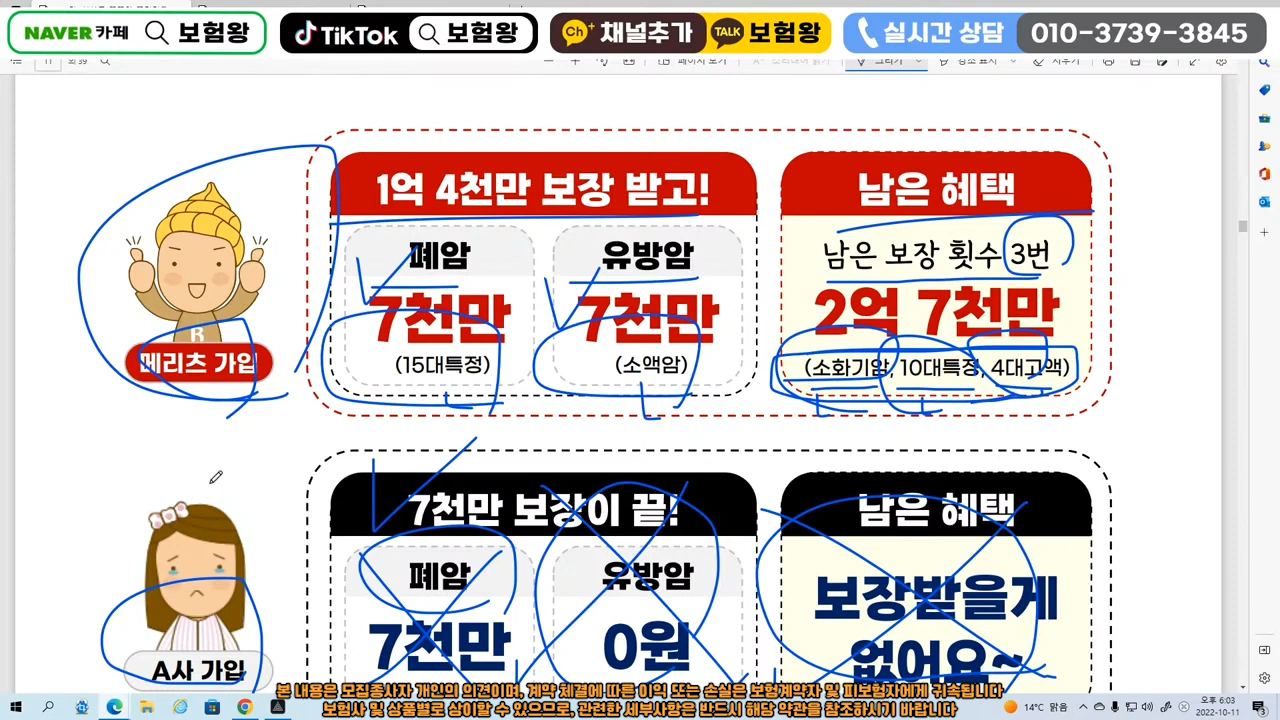 NAVER 카페 보험왕
TikTok 보험왕
Ch+ 채널추가 TALK 보험왕
실시간 상담 010-3739-3845
1억 4천만 보장 받고!
남은 혜택
폐암
유방암
남은 보장 횟수 3번
7천만
7천만
2억 7천만
(15대특정)
(소액암)
(소화기암, 10대특정, 4대고액)
B
메리츠 가입
7천만 보장이 끝!
남은 혜택
폐암
유방암
보장받을게
7천만
0원
없어요~
A사 가입
본 내용은 모집종사자 개인의 의견이며, 계약 체결에 따른 이익 또는 손실은 보험계약자 및 피보험자에게 귀속됩니다
보험사 및 상품별로 상이할 수 있으므로, 관련한 세부사항은 반드시 해당 약관을 참조하시기 바랍니다
14°C 맑음
오후 6:03
2022-10-11